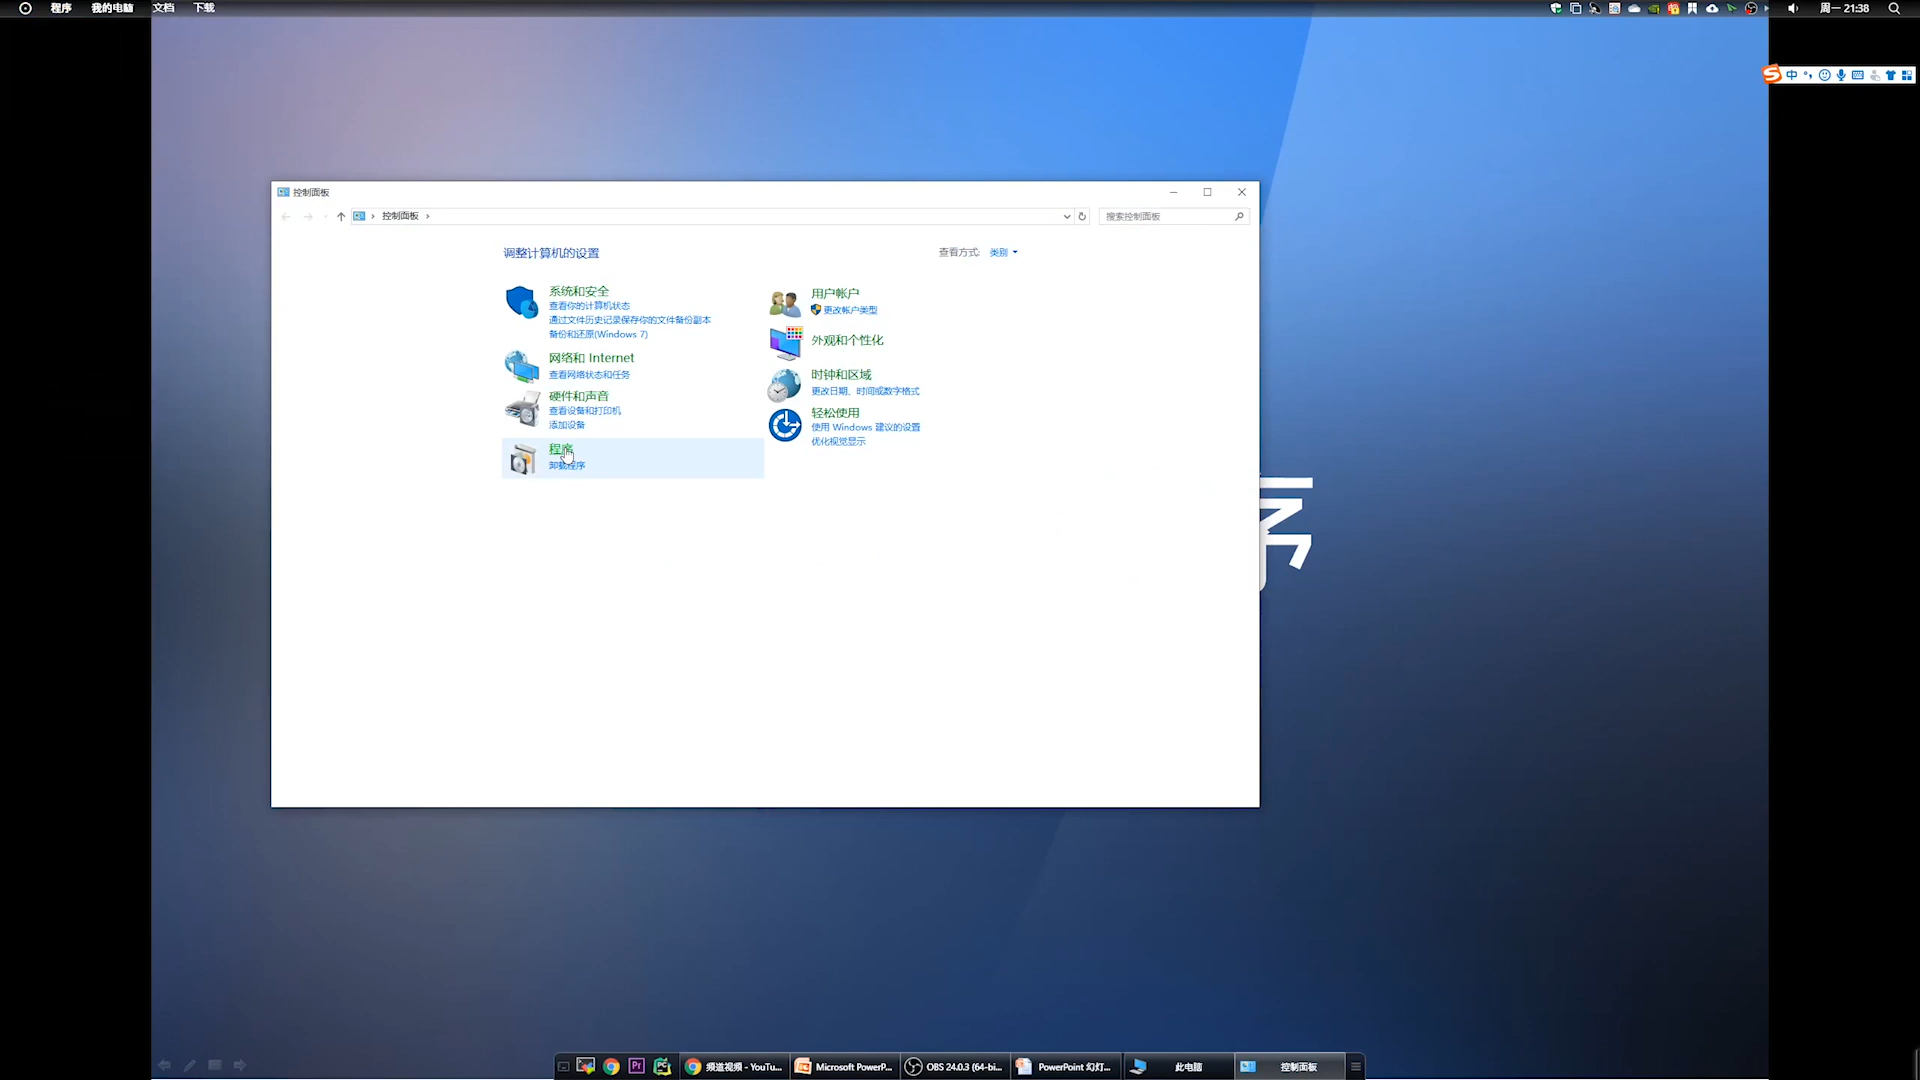 程序 我的电脑 文档 下载
周一 21:38
中
控制面板
控制面板
搜索控制面板
调整计算机的设置
查看方式: 类别
系统和安全
查看你的计算机状态
通过文件历史记录保存你的文件备份副本
备份和还原(Windows 7)
网络和 Internet
查看网络状态和任务
硬件和声音
查看设备和打印机
添加设备
程序
卸载程序
用户帐户
更改帐户类型
外观和个性化
时钟和区域
更改日期、时间或数字格式
轻松使用
使用 Windows 建议的设置
优化视觉显示
频道视频 - YouTu...
Microsoft PowerP...
OBS 24.0.3 (64-bi...
PowerPoint 幻灯...
此电脑
控制面板